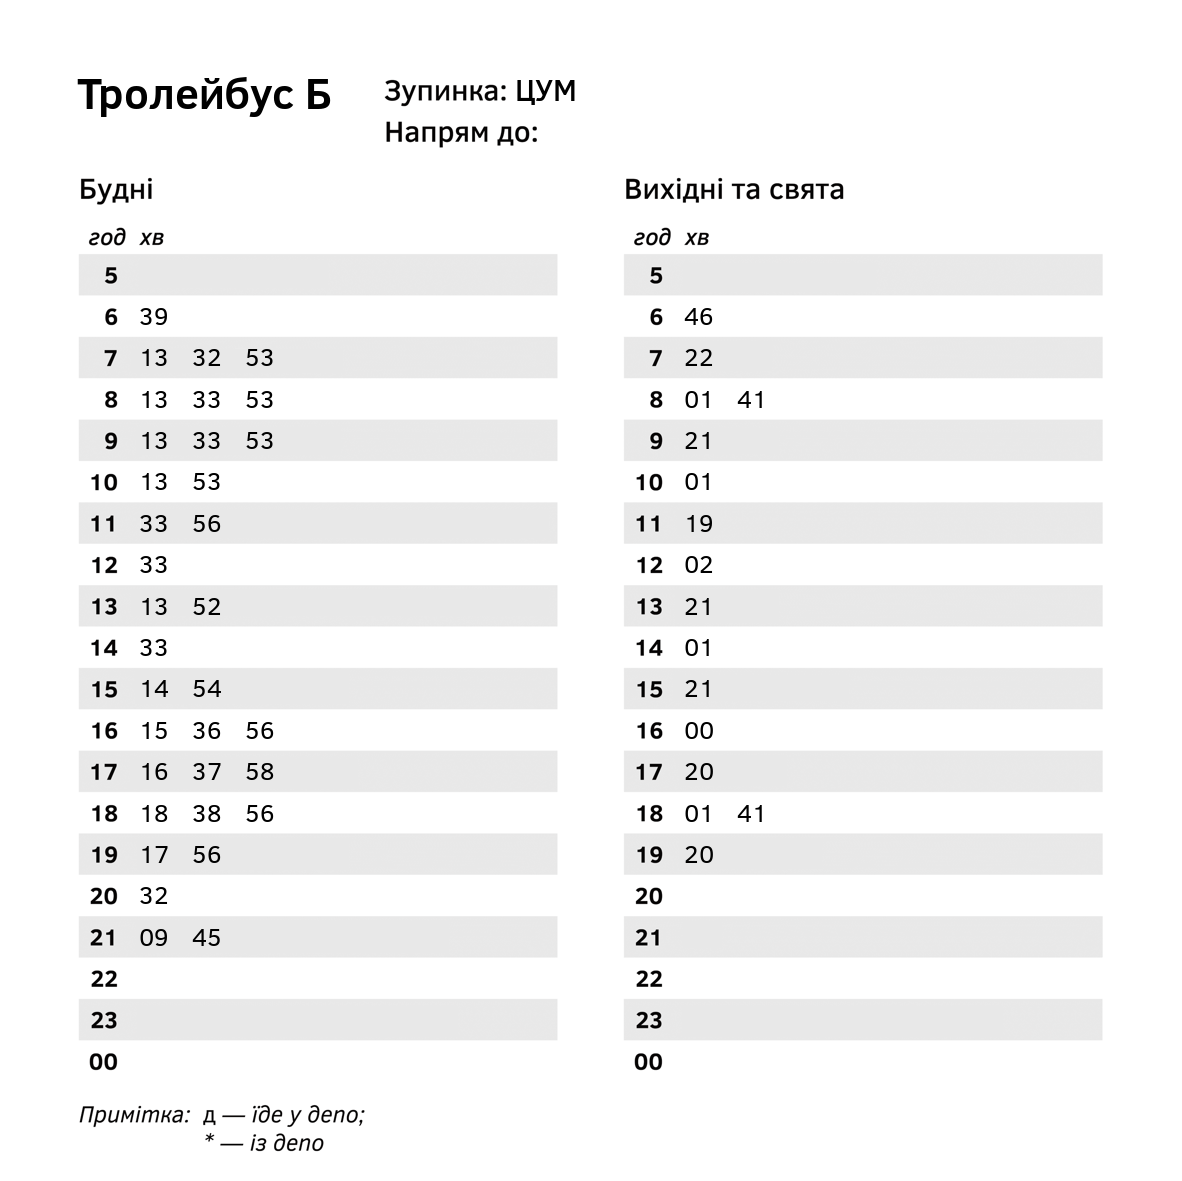 Тролейбус Б
Зупинка: ЦУМ
Напрям до:
Будні
год хв
5
6 39
7 13 32 53
8 13 33 53
9 13 33 53
10 13 53
11 33 56
12 33
13 13 52
14 33
15 14 54
16 15 36 56
17 16 37 58
18 18 38 56
19 17 56
20 32
21 09 45
22
23
00
Вихідні та свята
год хв
5
6 46
7 22
8 01 41
9 21
10 01
11 19
12 02
13 21
14 01
15 21
16 00
17 20
18 01 41
19 20
20
21
22
23
00
Примітка: д — їде у депо;
* — із депо